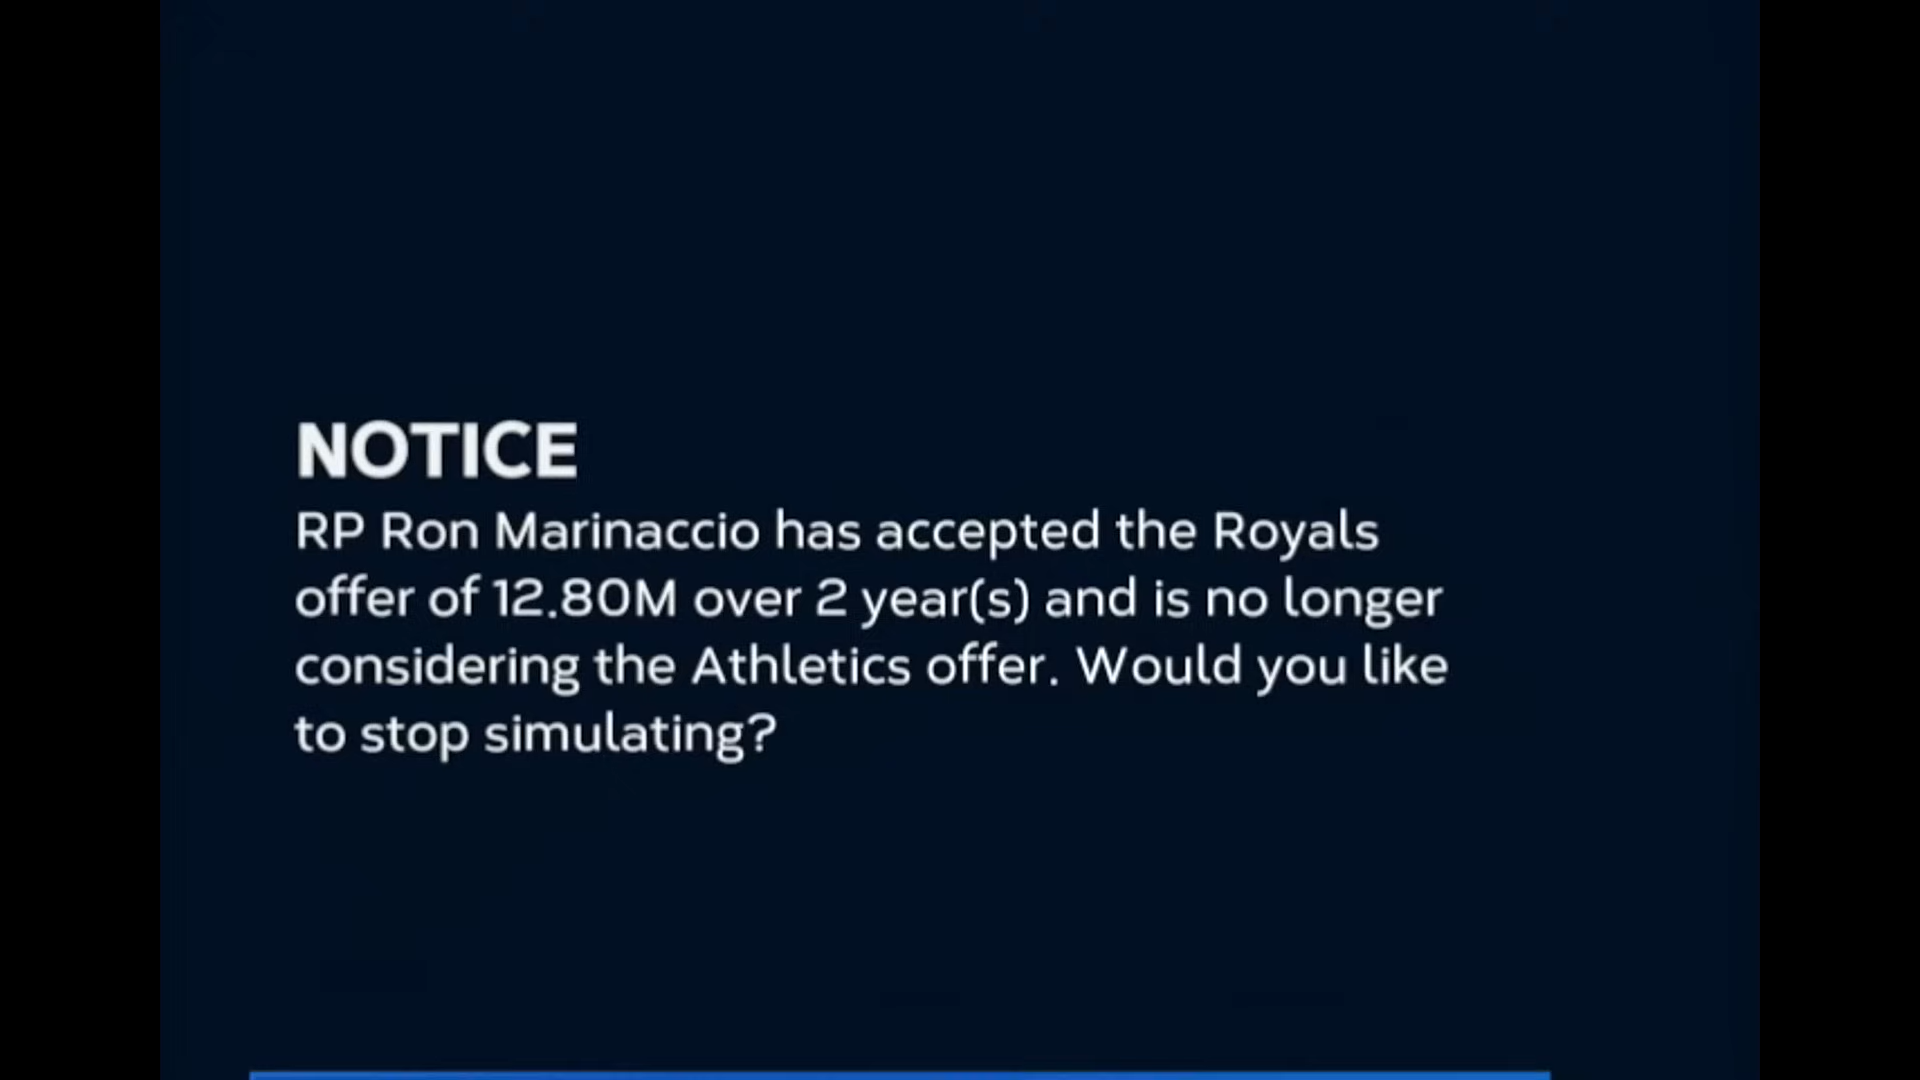 NOTICE
RP Ron Marinaccio has accepted the Royals
offer of 12.80M over 2 year(s) and is no longer
considering the Athletics offer. Would you like
to stop simulating?